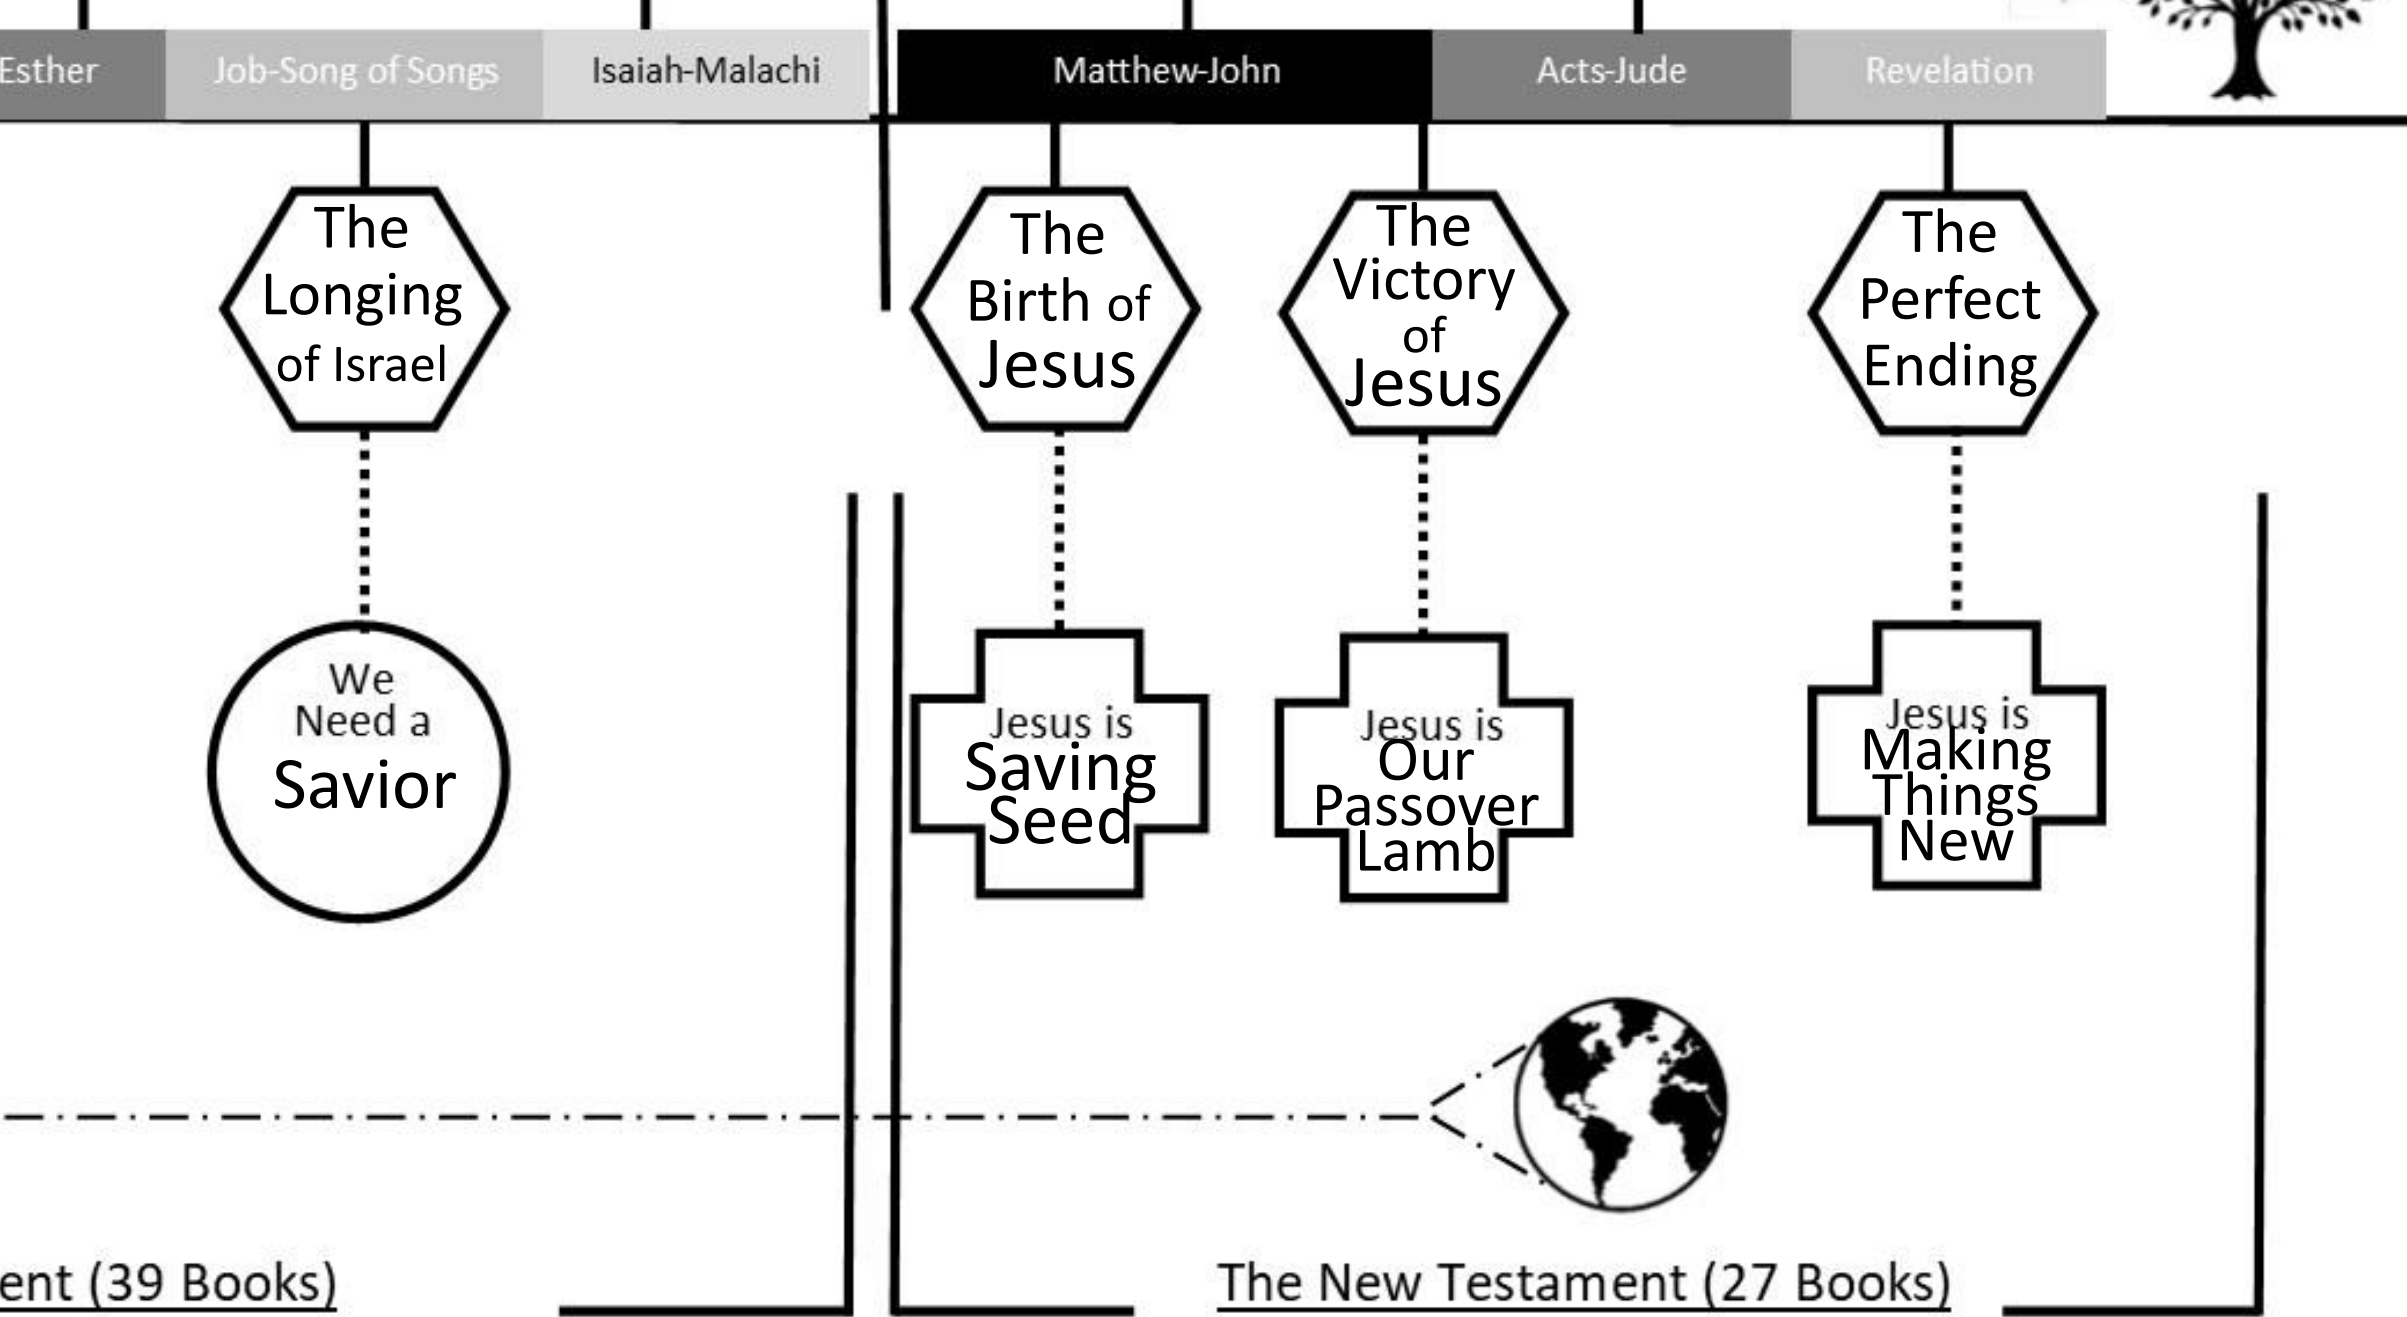 Esther
Job-Song of Songs
Isaiah-Malachi
Matthew-John
Acts-Jude
Revelation
The
Longing
of Israel
The
Birth of
Jesus
The
Victory
of
Jesus
The
Perfect
Ending
We
Need a
Savior
Jesus is
Saving
Seed
Jesus is
Our
Passover
Lamb
Jesus is
Making
Things
New
ent (39 Books)
The New Testament (27 Books)